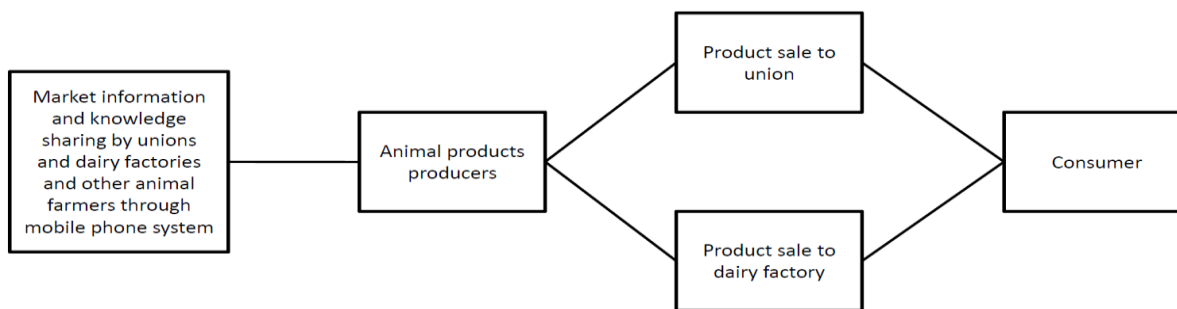 Market information
and knowledge
sharing by unions
and dairy factories
and other animal
farmers through
mobile phone system
Animal products
producers
Product sale to
union
Product sale to
dairy factory
Consumer